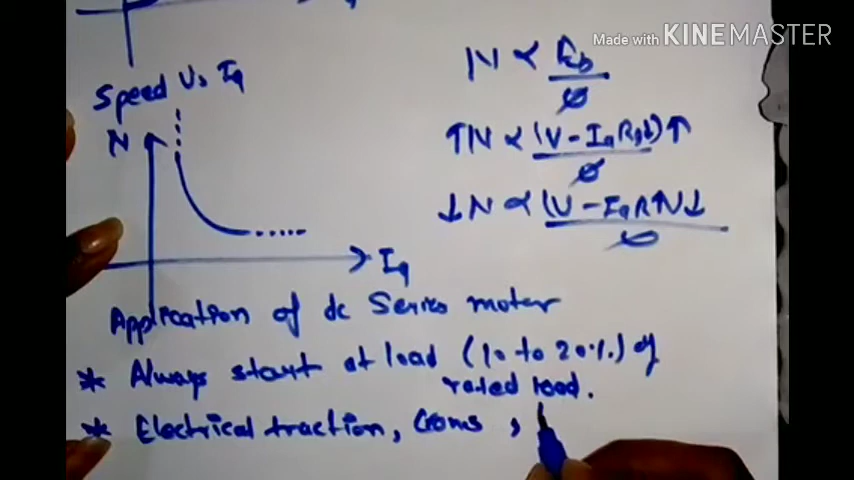 Made with KINEMASTER
Speed Vs Ia
N
Ia
N ∝ Eb
ø
↑N ∝ (V - IaRa↓)↑
ø
↓N ∝ (V - IaR↑)↓
ø
Application of dc Series motor
* Always start at load (10 to 20%) of
rated load.
* Electrical traction,